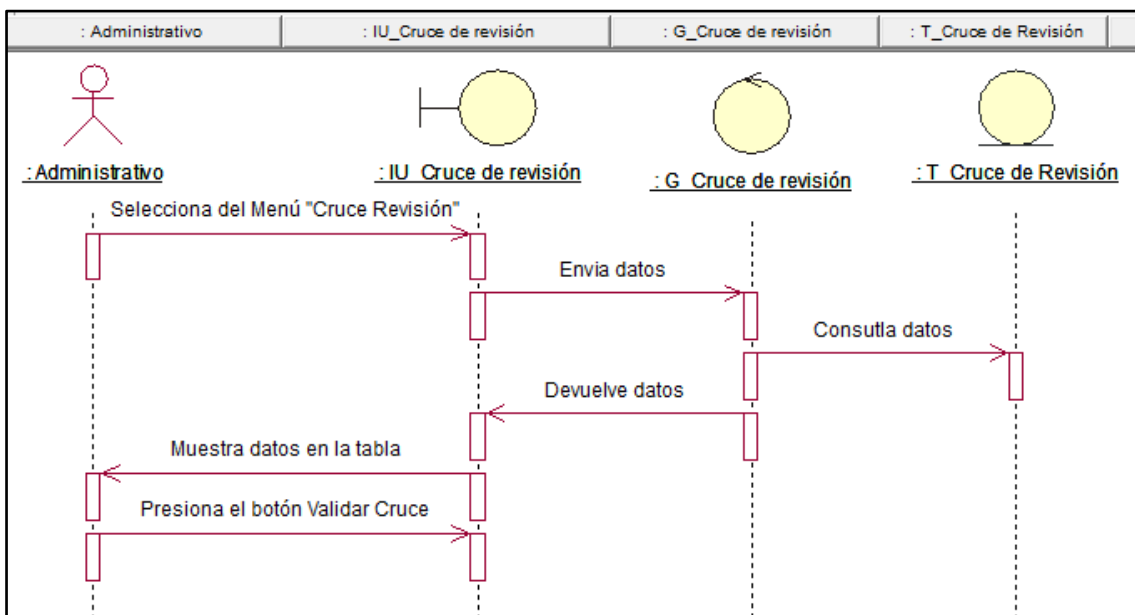 : Administrativo
: IU_Cruce de revisión
: G_Cruce de revisión
: T_Cruce de Revisión
: Administrativo
: IU_Cruce de revisión
: G_Cruce de revisión
: T_Cruce de Revisión
Selecciona del Menú "Cruce Revisión"
Envia datos
Consutla datos
Devuelve datos
Muestra datos en la tabla
Presiona el botón Validar Cruce